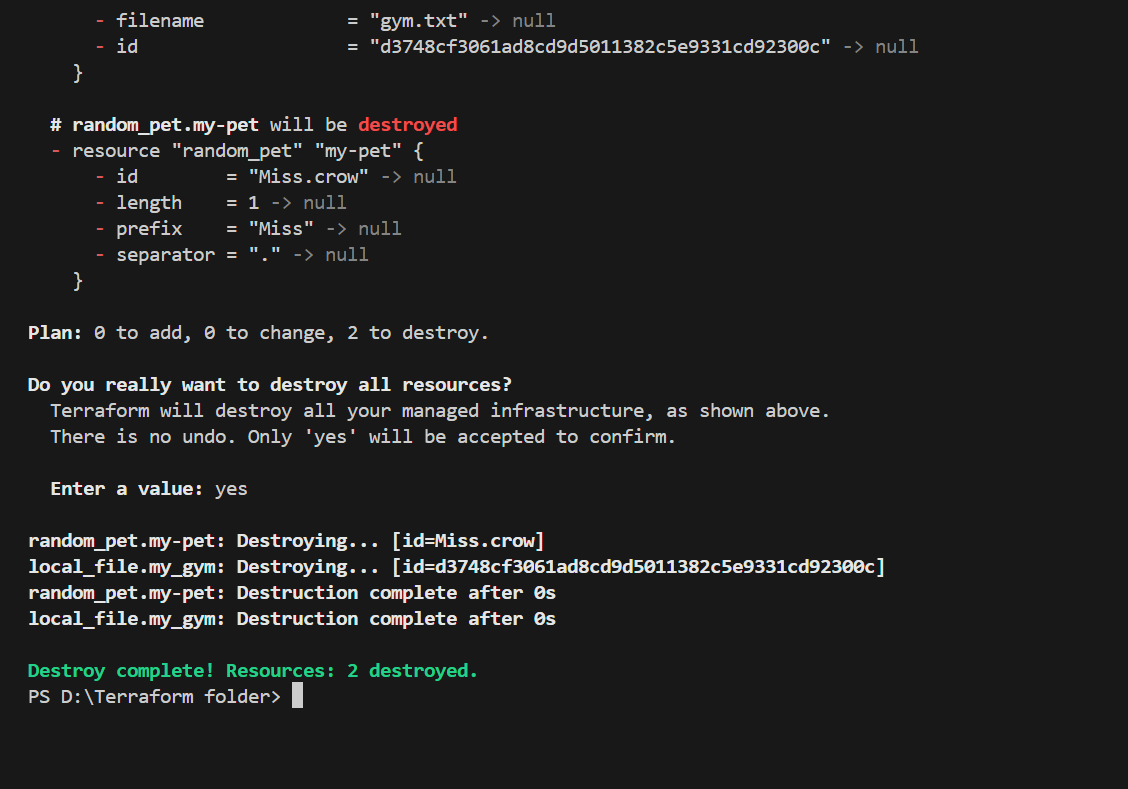 - filename             = "gym.txt" -> null
- id                   = "d3748cf3061ad8cd9d5011382c5e9331cd92300c" -> null
}
# random_pet.my-pet will be destroyed
- resource "random_pet" "my-pet" {
- id        = "Miss.crow" -> null
- length    = 1 -> null
- prefix    = "Miss" -> null
- separator = "." -> null
}
Plan: 0 to add, 0 to change, 2 to destroy.
Do you really want to destroy all resources?
Terraform will destroy all your managed infrastructure, as shown above.
There is no undo. Only 'yes' will be accepted to confirm.
Enter a value: yes
random_pet.my-pet: Destroying... [id=Miss.crow]
local_file.my_gym: Destroying... [id=d3748cf3061ad8cd9d5011382c5e9331cd92300c]
random_pet.my-pet: Destruction complete after 0s
local_file.my_gym: Destruction complete after 0s
Destroy complete! Resources: 2 destroyed.
PS D:\Terraform folder>